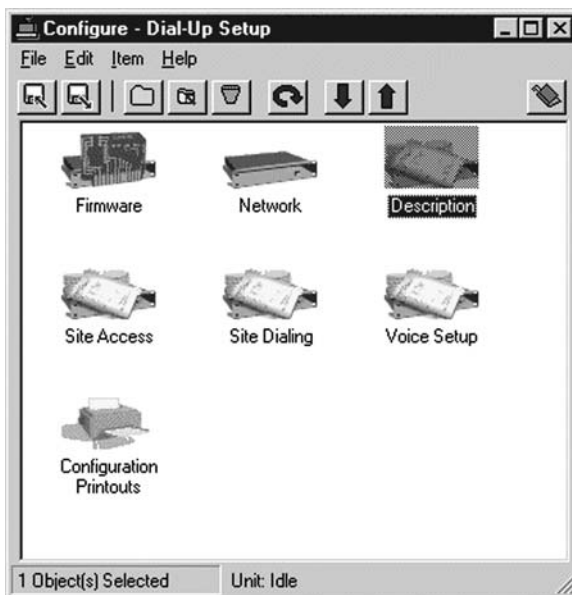 Configure - Dial-Up Setup
File Edit Item Help
Firmware Network Description
Site Access Site Dialing Voice Setup
Configuration
Printouts
1 Object(s) Selected Unit: Idle